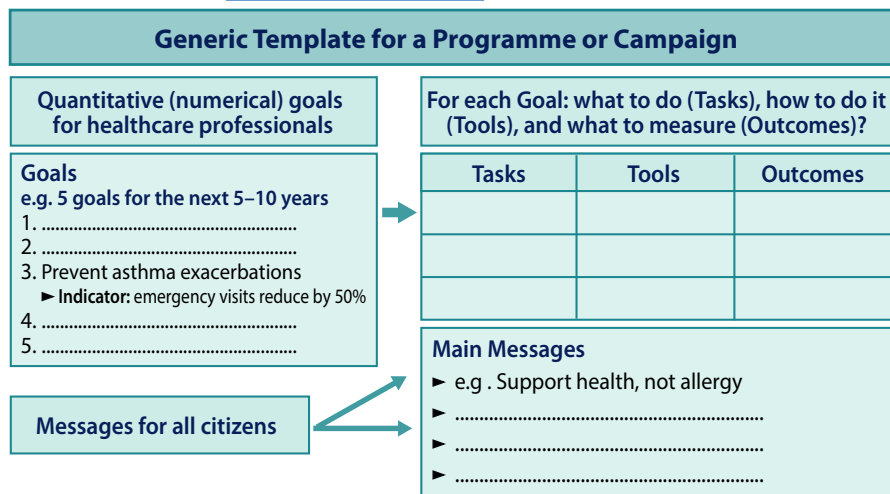 Generic Template for a Programme or Campaign
Quantitative (numerical) goals
for healthcare professionals
Goals
e.g. 5 goals for the next 5–10 years
1. ......................................................
2. ......................................................
3. Prevent asthma exacerbations
► Indicator: emergency visits reduce by 50%
4. ......................................................
5. ......................................................
Messages for all citizens
For each Goal: what to do (Tasks), how to do it
(Tools), and what to measure (Outcomes)?
Tasks Tools Outcomes
Main Messages
► e.g . Support health, not allergy
► .................................................................
► .................................................................
► .................................................................